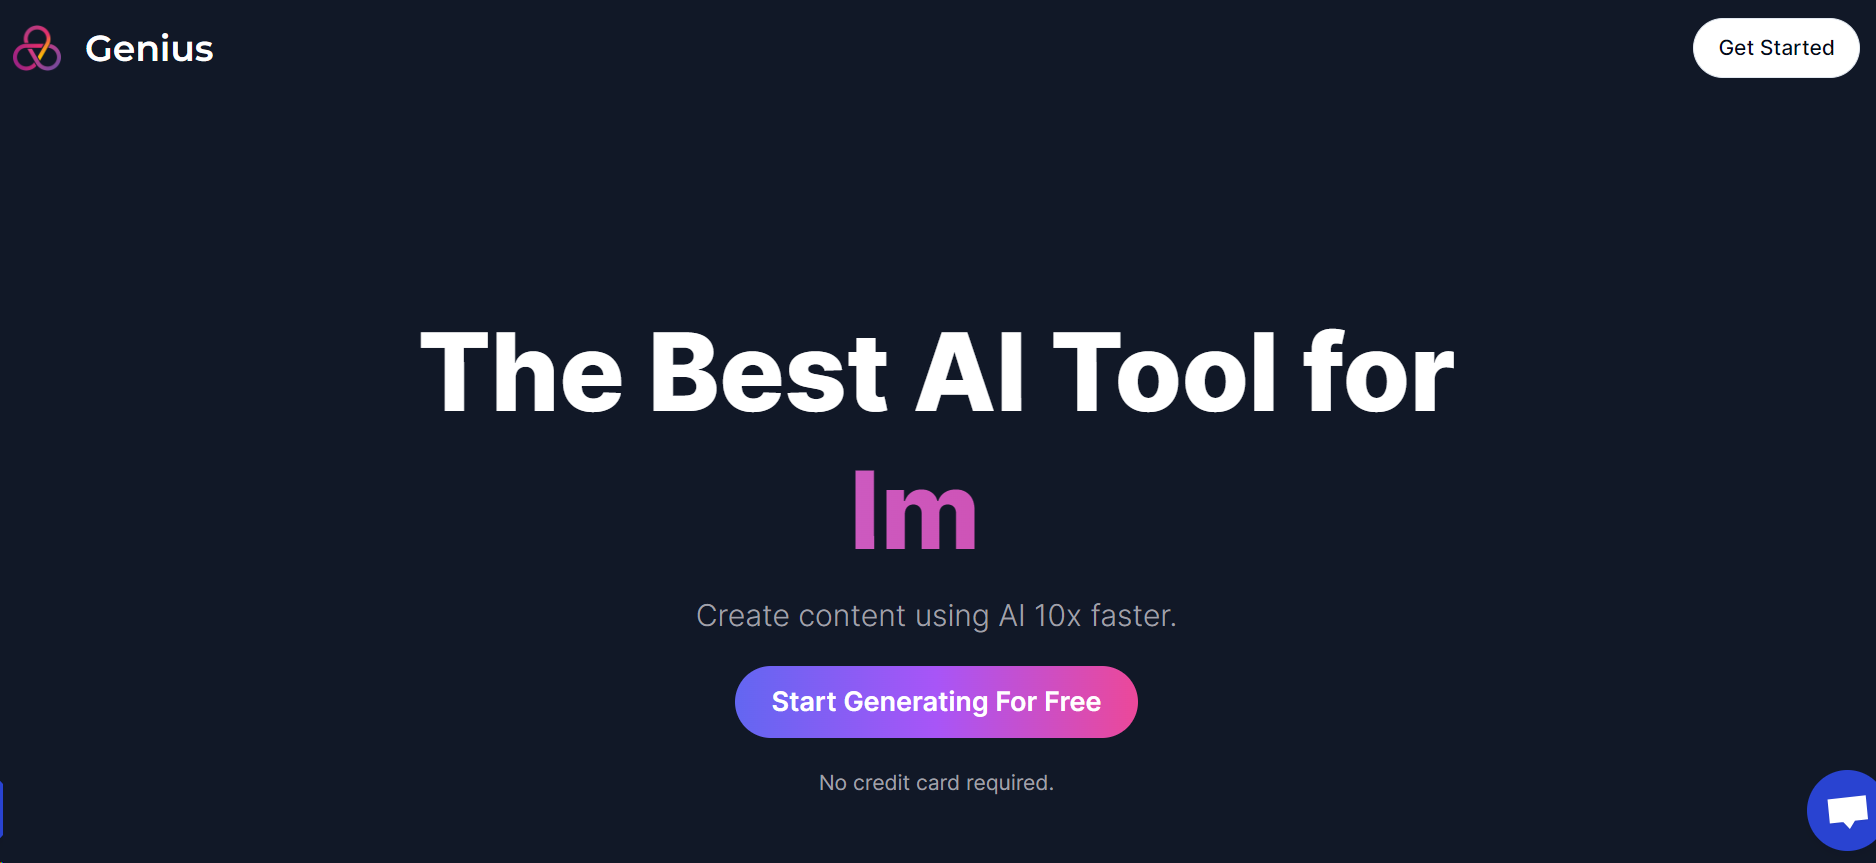 Genius
Get Started
The Best AI Tool for
Im
Create content using AI 10x faster.
Start Generating For Free
No credit card required.